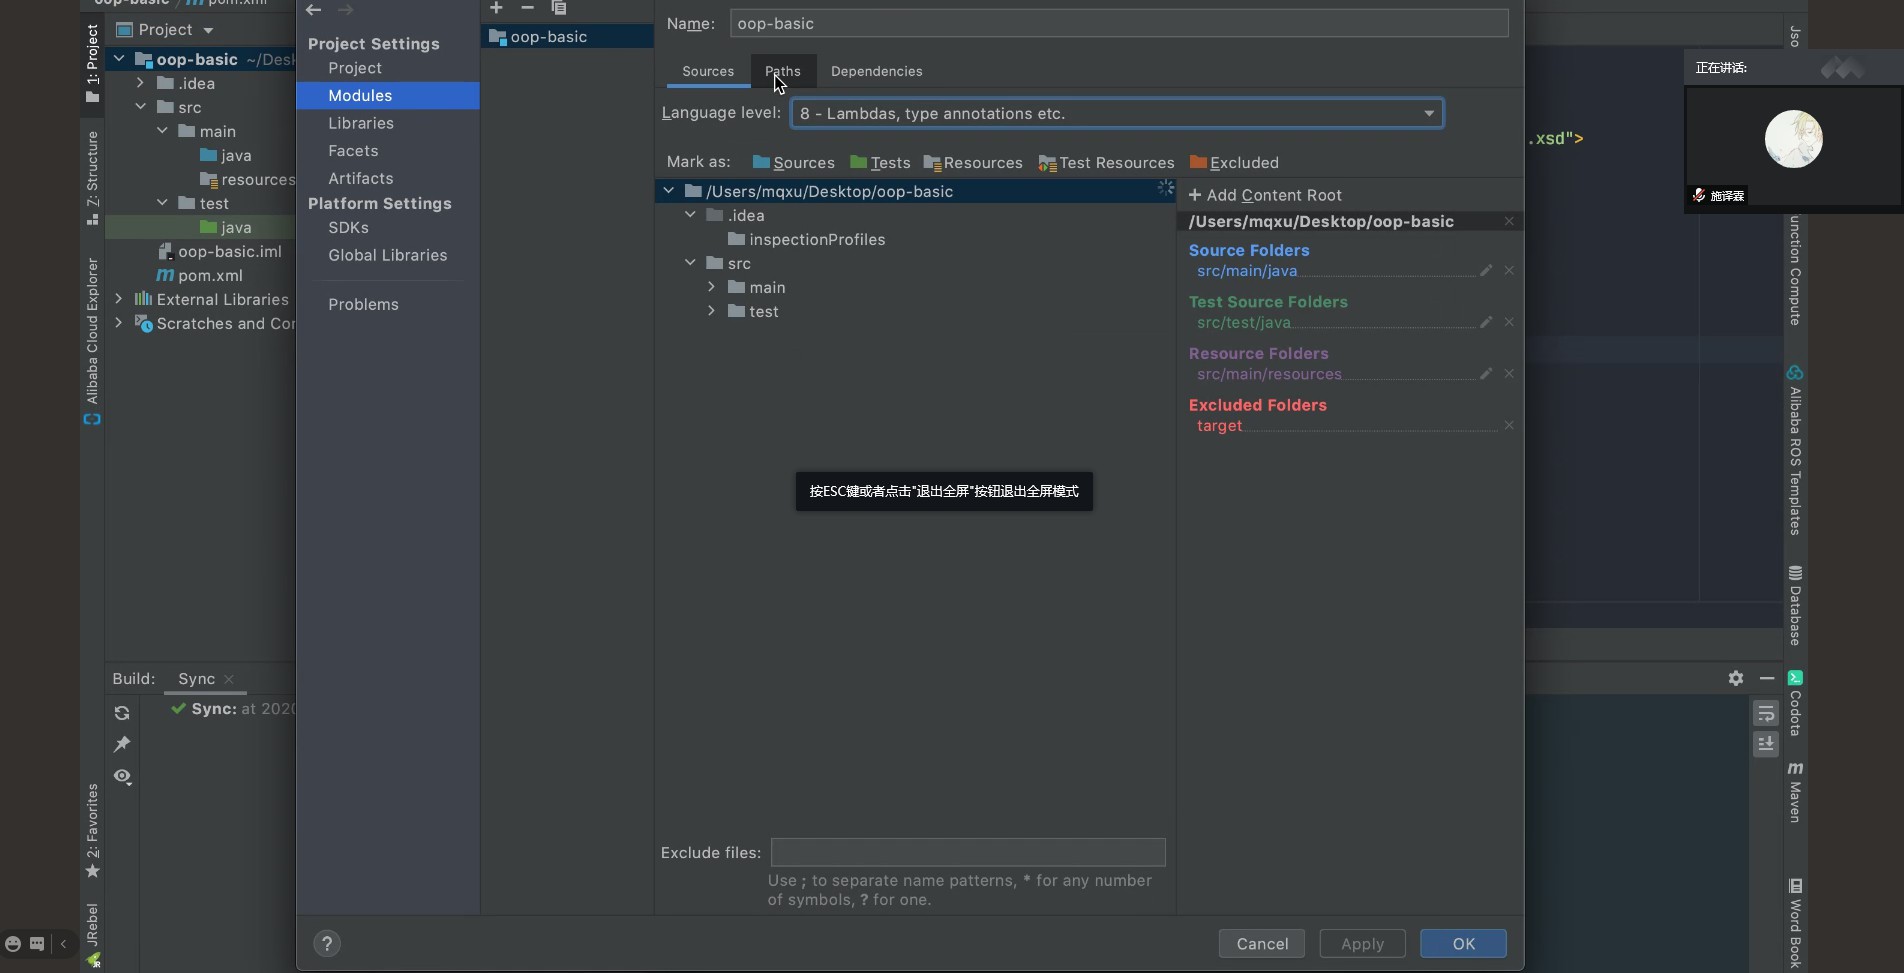 oop-basic
pom.xml
Project
oop-basic ~/Desk
.idea
src
main
java
resources
test
java
oop-basic.iml
pom.xml
External Libraries
Scratches and Con
1: Project
Z: Structure
Alibaba Cloud Explorer
2: Favorites
JRebel
Build:
Sync
Sync: at 2020
Project Settings
Project
Modules
Libraries
Facets
Artifacts
Platform Settings
SDKs
Global Libraries
Problems
oop-basic
Name: oop-basic
Sources Paths Dependencies
Language level: 8 - Lambdas, type annotations etc.
Mark as: Sources Tests Resources Test Resources Excluded
/Users/mqxu/Desktop/oop-basic
.idea
inspectionProfiles
src
main
test
+ Add Content Root
/Users/mqxu/Desktop/oop-basic
Source Folders
src/main/java
Test Source Folders
src/test/java
Resource Folders
src/main/resources
Excluded Folders
target
按ESC键或者点击"退出全屏"按钮退出全屏模式
Exclude files:
Use ; to separate name patterns, * for any number
of symbols, ? for one.
?
Cancel Apply OK
.xsd">
正在讲话:
施译霖
Jso
unction Compute
Alibaba ROS Templates
Database
Codota
Maven
Word Book